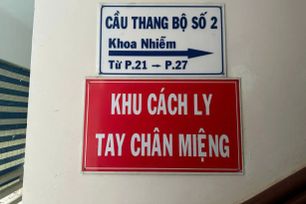 CẦU THANG BỘ SỐ 2
Khoa Nhiễm
Từ P.21 → P.27
KHU CÁCH LY
TAY CHÂN MIỆNG